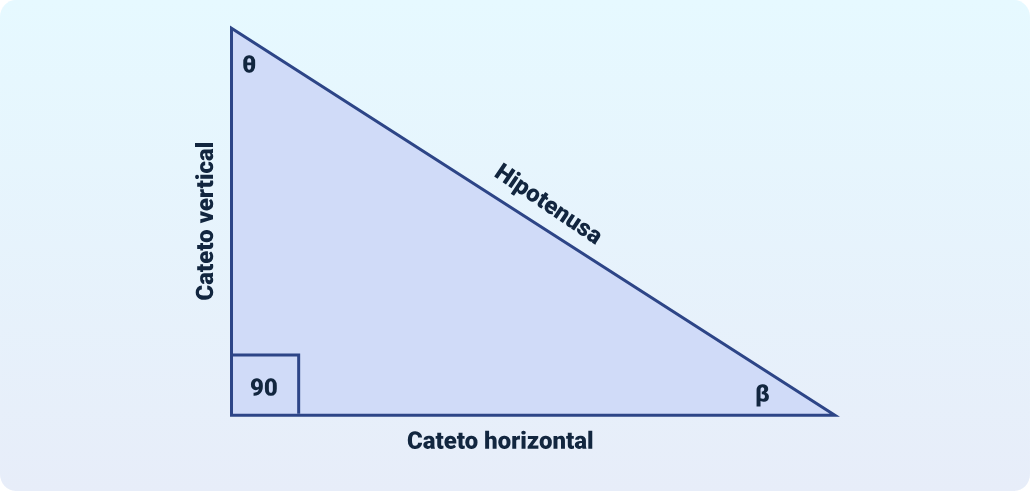 θ
Cateto vertical
Hipotenusa
90
β
Cateto horizontal